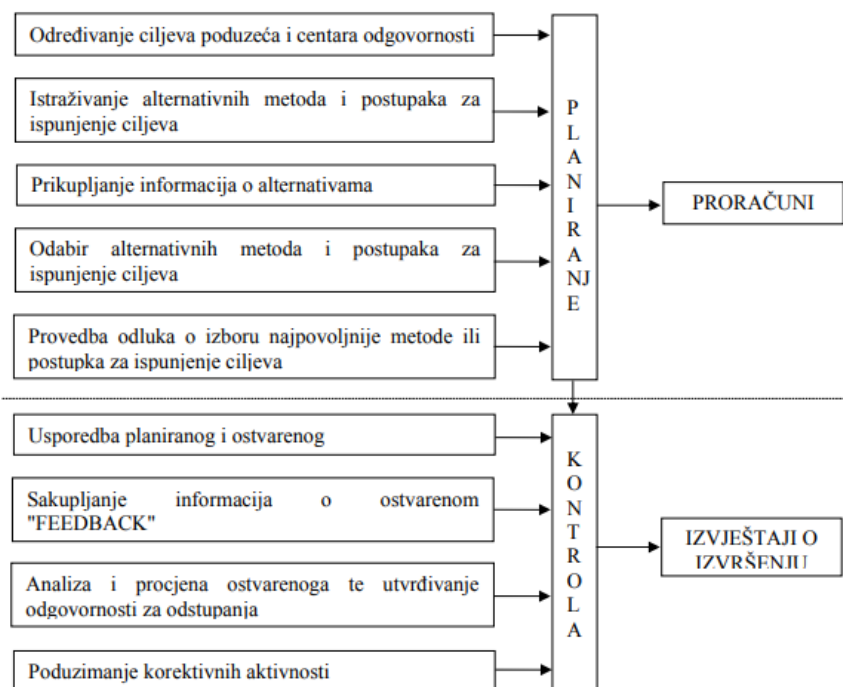 Određivanje ciljeva poduzeća i centara odgovornosti
Istraživanje alternativnih metoda i postupaka za
ispunjenje ciljeva
Prikupljanje informacija o alternativama
Odabir alternativnih metoda i postupaka za
ispunjenje ciljeva
Provedba odluka o izboru najpovoljnije metode ili
postupka za ispunjenje ciljeva
P
L
A
N
I
R
A
NJ
E
PRORAČUNI
Usporedba planiranog i ostvarenog
Sakupljanje informacija o ostvarenom
"FEEDBACK"
Analiza i procjena ostvarenoga te utvrđivanje
odgovornosti za odstupanja
Poduzimanje korektivnih aktivnosti
K
O
N
T
R
O
L
A
IZVJEŠTAJI O
IZVRŠENJU